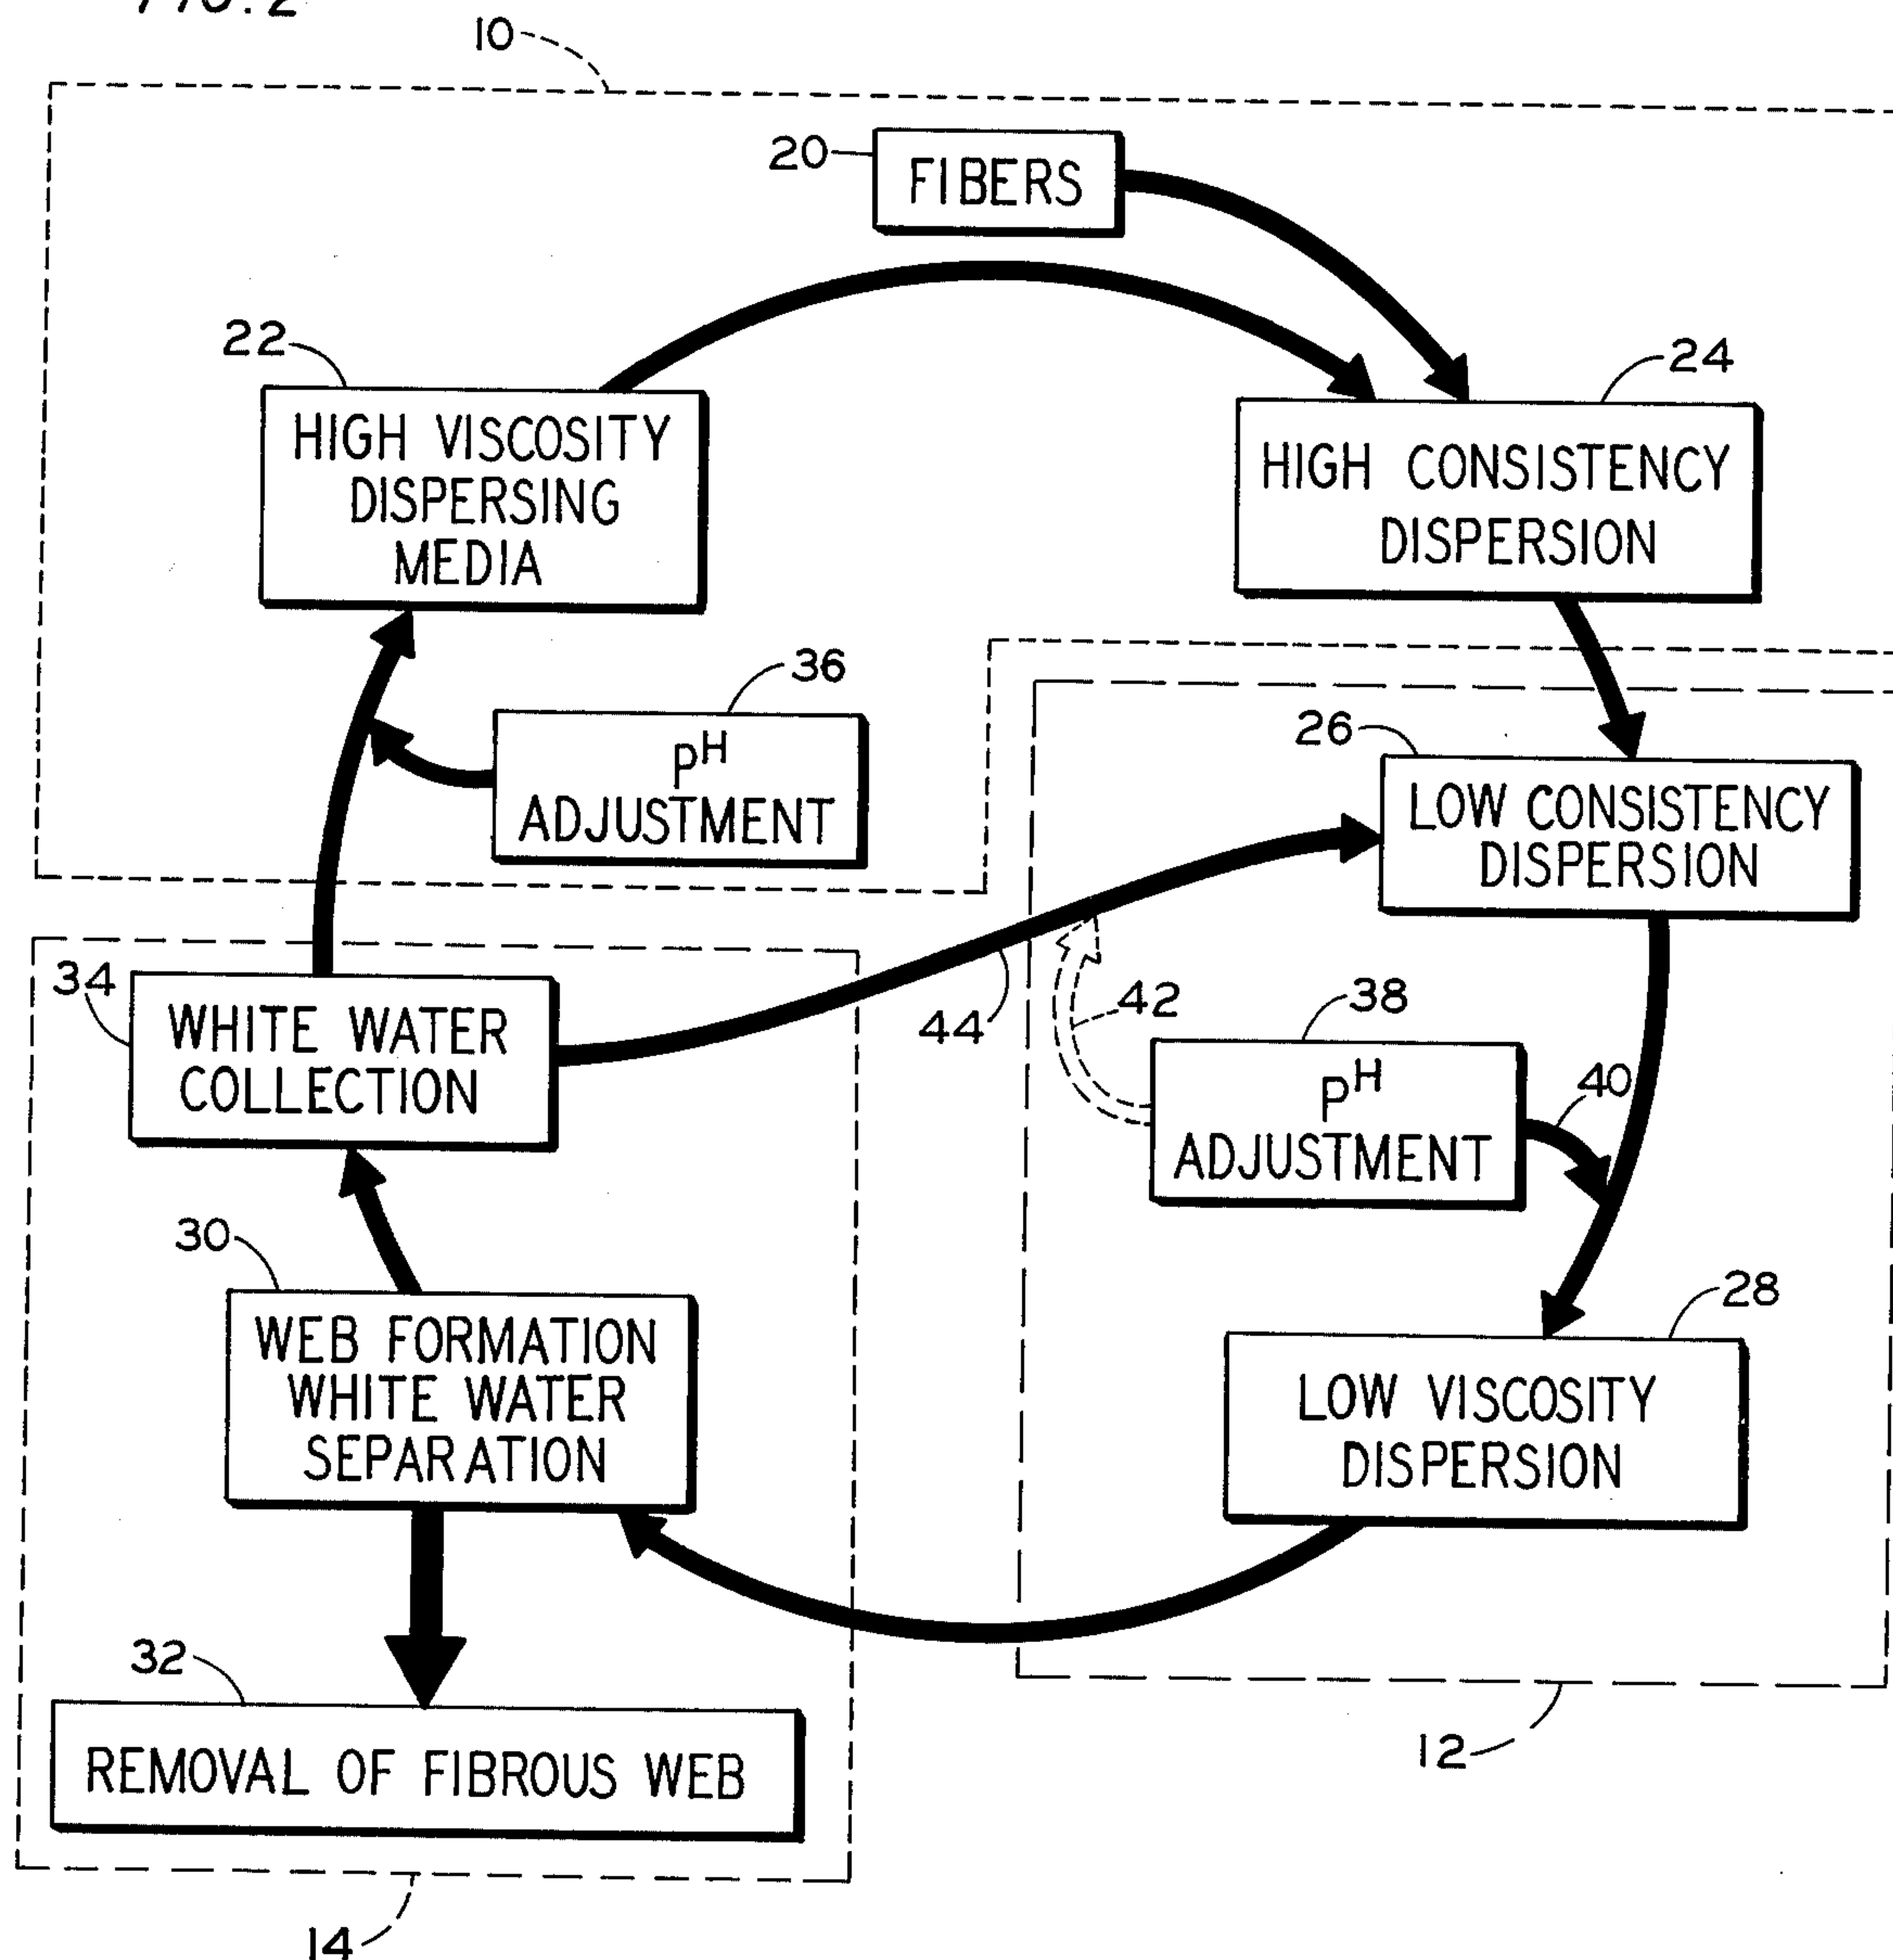 FIG. 2
10
20
FIBERS
22
HIGH VISCOSITY
DISPERSING
MEDIA
24
HIGH CONSISTENCY
DISPERSION
36
PH
ADJUSTMENT
26
LOW CONSISTENCY
DISPERSION
34
WHITE WATER
COLLECTION
44
42
38
PH
ADJUSTMENT
40
30
WEB FORMATION
WHITE WATER
SEPARATION
28
LOW VISCOSITY
DISPERSION
32
REMOVAL OF FIBROUS WEB
12
14